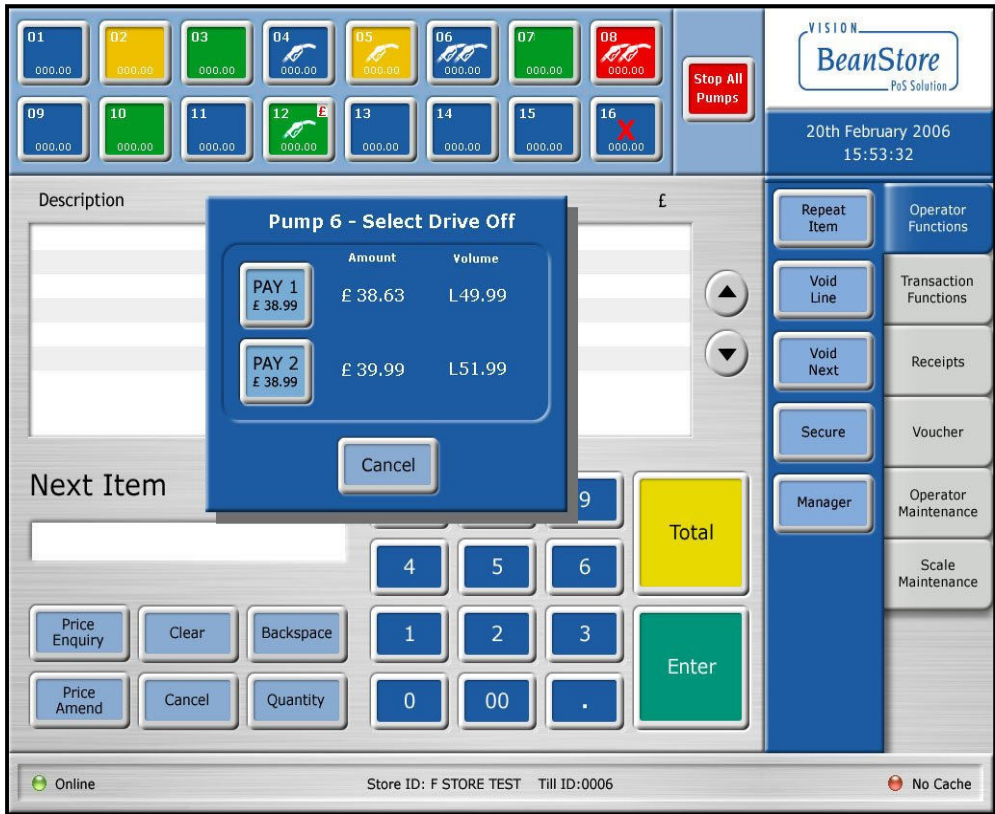 01 02 03 04 05 06 07 08
000.00 000.00 000.00 000.00 000.00 000.00 000.00 000.00
Stop All
Pumps
09 10 11 12 £ 13 14 15 16
X
000.00 000.00 000.00 000.00 000.00 000.00 000.00 000.00
VISION
BeanStore
PoS Solution
20th February 2006
15:53:32
Description
£
Pump 6 - Select Drive Off
Amount Volume
PAY 1
£ 38.99
£ 38.63 L49.99
PAY 2
£ 38.99
£ 39.99 L51.99
Cancel
Repeat
Item
Void
Line
Void
Next
Secure
Manager
Operator
Functions
Transaction
Functions
Receipts
Voucher
Operator
Maintenance
Scale
Maintenance
Next Item
9
Total
4 5 6
1 2 3
Enter
0 00 .
Price
Enquiry
Clear
Backspace
Price
Amend
Cancel
Quantity
Online
Store ID: F STORE TEST Till ID:0006
No Cache